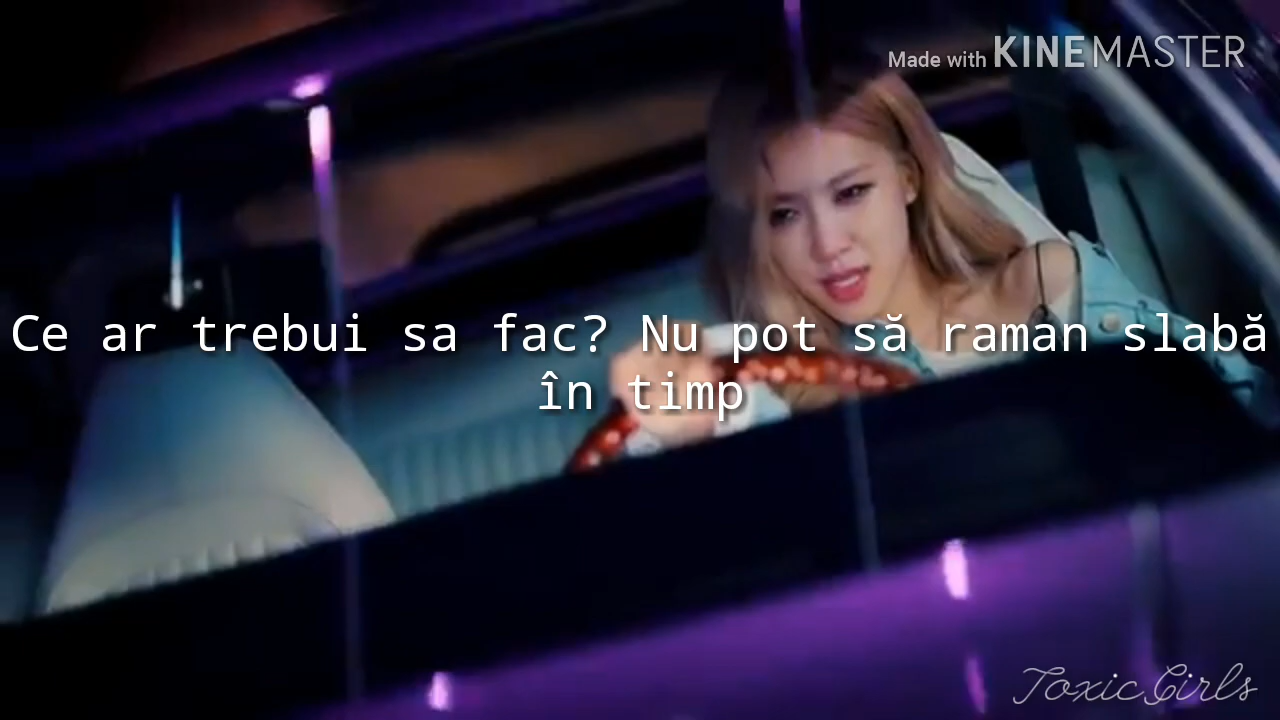 Made with KINEMASTER
Ce ar trebui sa fac? Nu pot să raman slabă
în timp
Toxic Girls